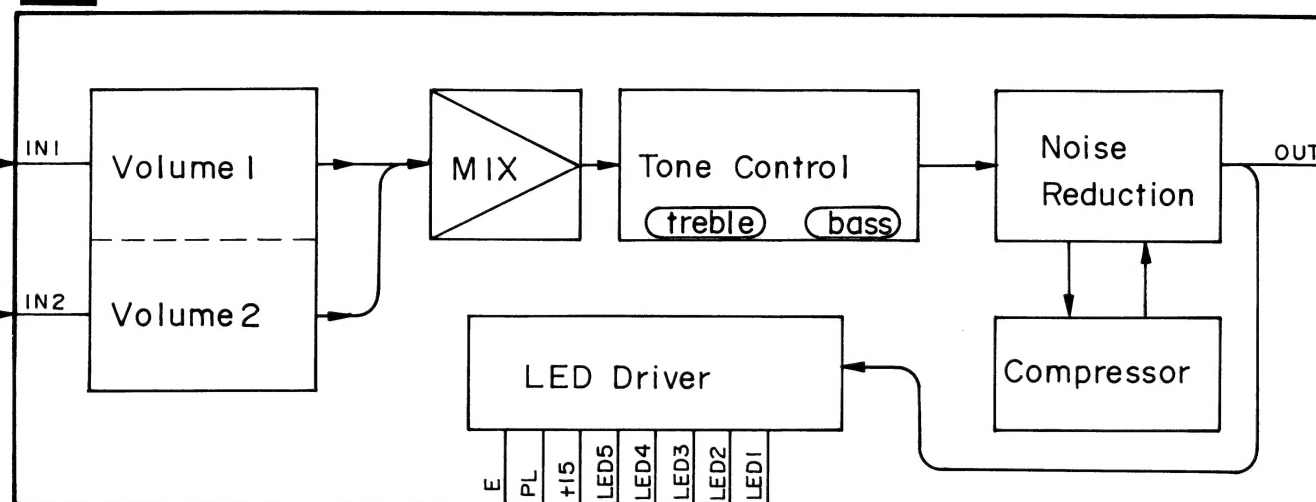 IN1
Volume 1
MIX
Tone Control
treble
bass
Noise
Reduction
OUT
IN2
Volume 2
LED Driver
Compressor
E
PL
+15
LED5
LED4
LED3
LED2
LED1